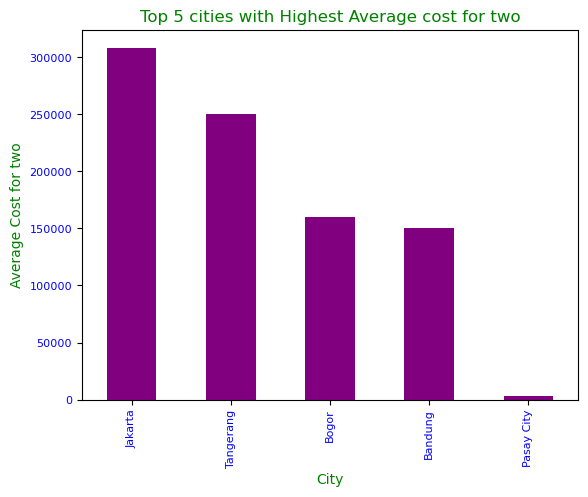 Top 5 cities with Highest Average cost for two
Average Cost for two
300000
250000
200000
150000
100000
50000
0
Jakarta
Tangerang
Bogor
Bandung
Pasay City
City